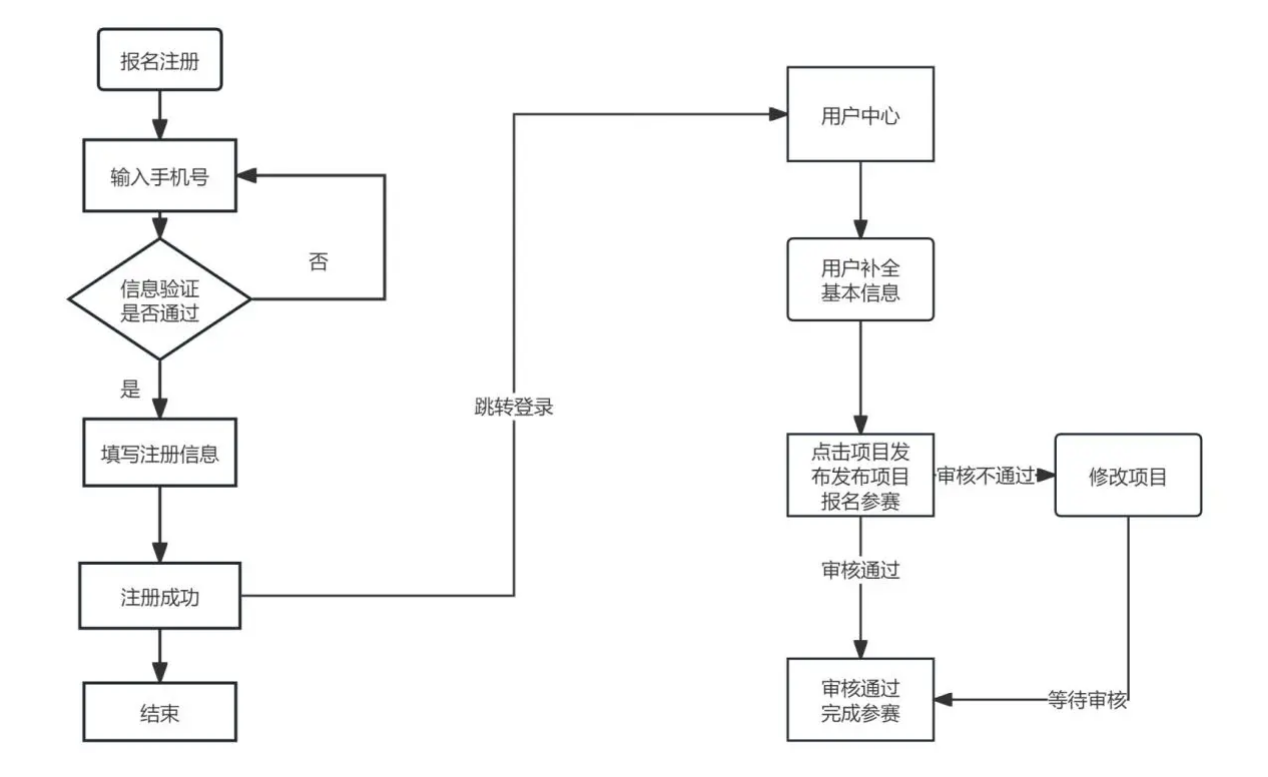 报名注册
输入手机号
信息验证
是否通过
否
是
填写注册信息
注册成功
结束
跳转登录
用户中心
用户补全
基本信息
点击项目发
布发布项目
报名参赛
审核不通过
修改项目
审核通过
审核通过
完成参赛
等待审核